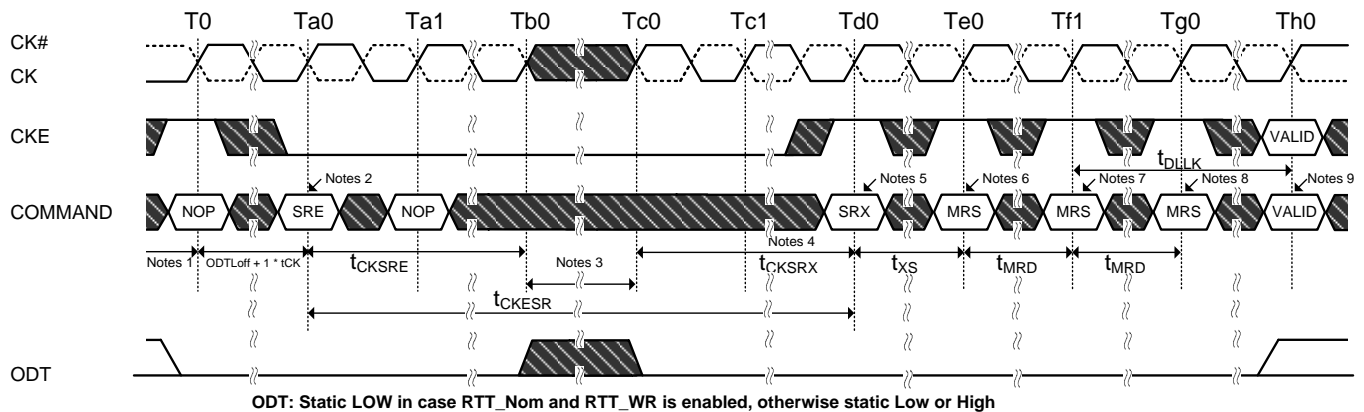 T0 Ta0 Ta1 Tb0 Tc0 Tc1 Td0 Te0 Tf1 Tg0 Th0
CK#
CK
CKE VALID
tDLLK
Notes 2 Notes 5 Notes 6 Notes 7 Notes 8 Notes 9
COMMAND NOP SRE NOP SRX MRS MRS MRS VALID
Notes 1 ODTLoff + 1 * tCK tCKSRE Notes 3 Notes 4 tCKSRX tXS tMRD tMRD
tCKESR
ODT
ODT: Static LOW in case RTT_Nom and RTT_WR is enabled, otherwise static Low or High